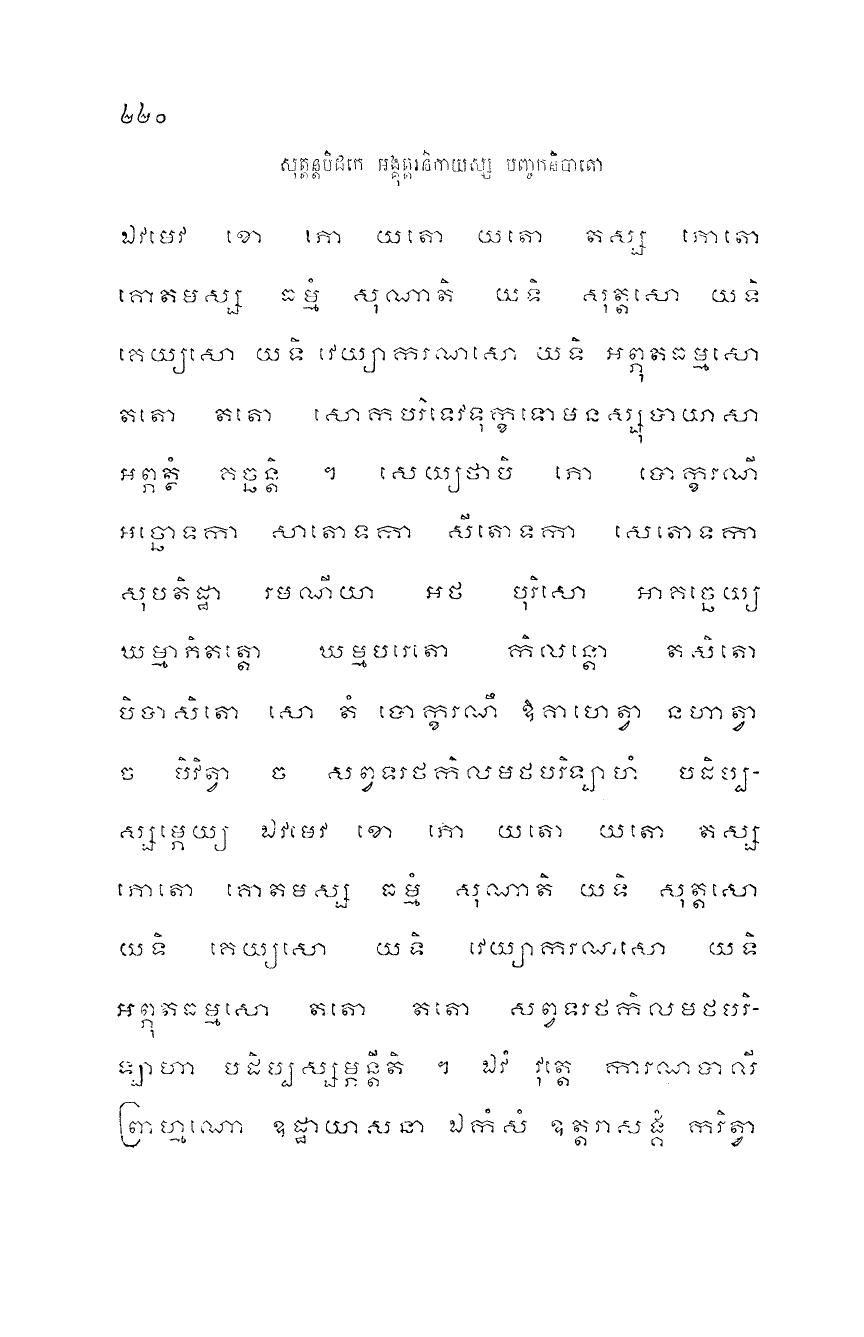 ៤៤០
សុត្តន្តបិដកេ អង្គុត្តរនិកាយស្ស បញ្ចកនិបាតោ
ឯវមេវ ខោ ភោ យតោ យតោ តស្ស ភោតោ
គោតមស្ស ធម្មំ សុណាតិ យទិ សុត្តសោ យទិ
គេយ្យសោ យទិ វេយ្យាករណសោ យទិ អព្ភុតធម្មសោ
តតោ តតោ សោកបរិទេវទុក្ខទោមនស្សុបាយាសា
អព្ភត្ថំ គច្ឆន្តិ ។ សេយ្យថាបិ ភោ បោក្ខរណី
អច្ឆោទកា សាតោទកា សីតោទកា សេតោទកា
សុបតិដ្ឋា រមណីយា អថ បុរិសោ អាគច្ឆេយ្យ
ឃម្មាភិតត្តោ ឃម្មបរេតោ កិលន្តោ តសិតោ
បិបាសិតោ សោ តំ បោក្ខរណឹ ឱគាហេត្វា នហាត្វា
ច បិវិត្វា ច សព្វទរថកិលមថបរិឡ្បាហំ បដិប្ប-
ស្សម្ភេយ្យ ឯវមេវ ខោ ភោ យតោ យតោ តស្ស
ភោតោ គោតមស្ស ធម្មំ សុណាតិ យទិ សុត្តសោ
យទិ គេយ្យសោ យទិ វេយ្យាករណសោ យទិ
អព្ភុតធម្មសោ តតោ តតោ សព្វទរថកិលមថបរិ-
ឡ្បាហា បដិប្បស្សម្ភន្តីតិ ។ ឯវំ វុត្តេ ការណបាលី
ព្រាហ្មណោ ឧដ្ឋាយាសនា ឯកំសំ ឧត្តរាសង្គំ ករិត្វា